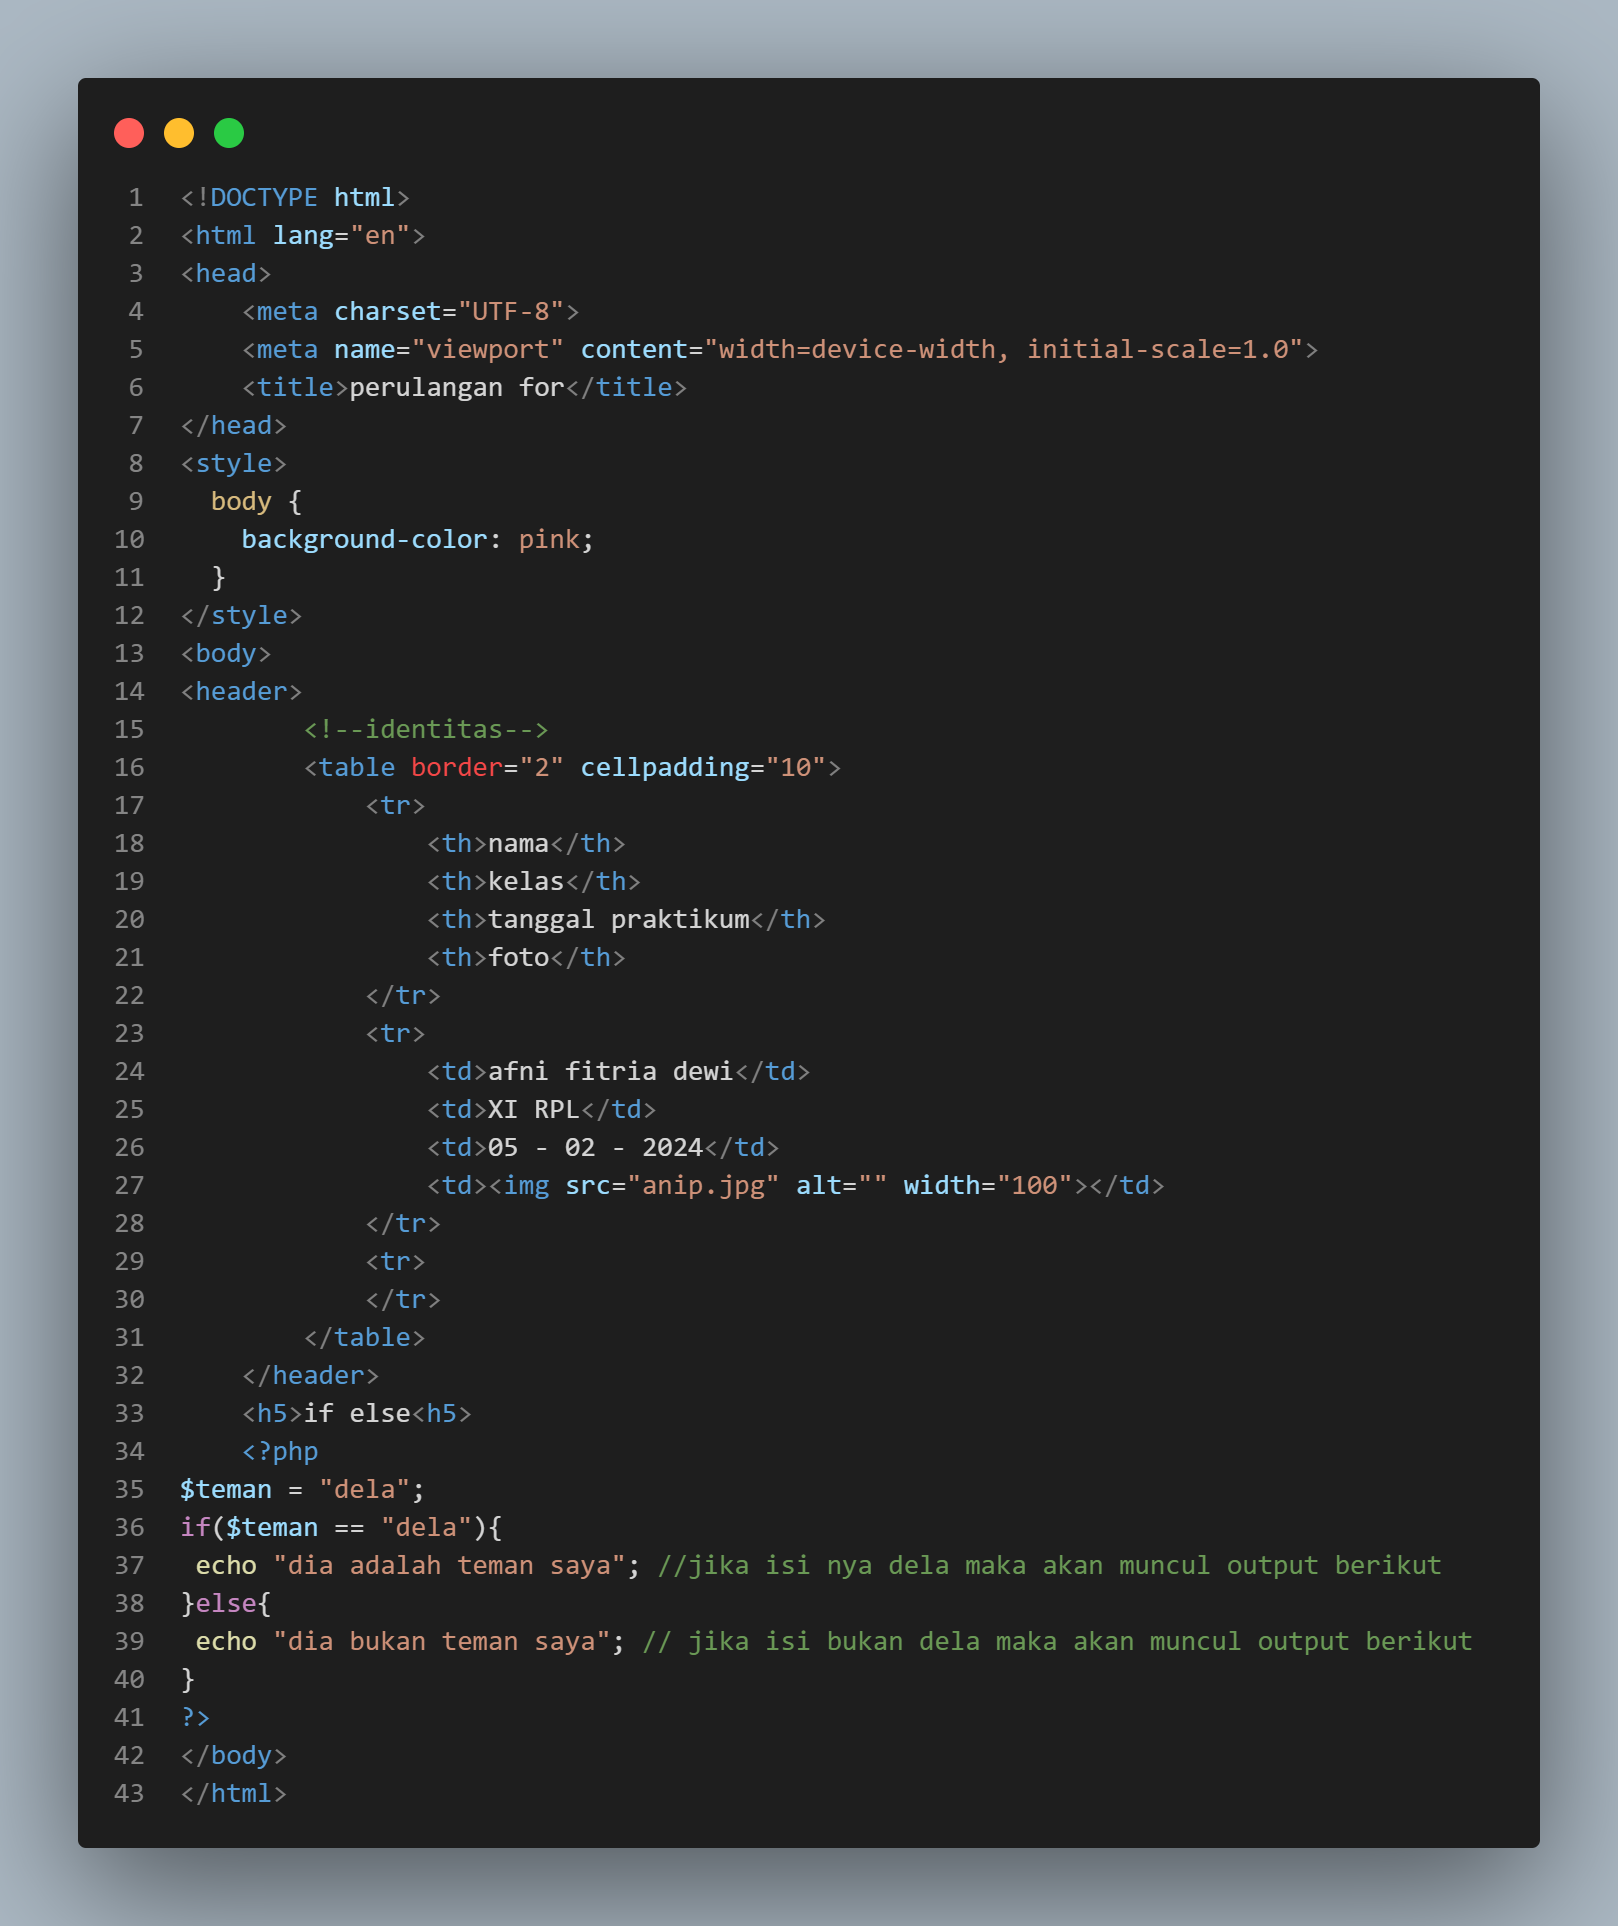 1 <!DOCTYPE html>
2 <html lang="en">
3 <head>
4     <meta charset="UTF-8">
5     <meta name="viewport" content="width=device-width, initial-scale=1.0">
6     <title>perulangan for</title>
7 </head>
8 <style>
9   body {
10     background-color: pink;
11   }
12 </style>
13 <body>
14 <header>
15         <!--identitas-->
16         <table border="2" cellpadding="10">
17             <tr>
18                 <th>nama</th>
19                 <th>kelas</th>
20                 <th>tanggal praktikum</th>
21                 <th>foto</th>
22             </tr>
23             <tr>
24                 <td>afni fitria dewi</td>
25                 <td>XI RPL</td>
26                 <td>05 - 02 - 2024</td>
27                 <td><img src="anip.jpg" alt="" width="100"></td>
28             </tr>
29             <tr>
30             </tr>
31         </table>
32     </header>
33     <h5>if else<h5>
34     <?php
35 $teman = "dela";
36 if($teman == "dela"){
37  echo "dia adalah teman saya"; //jika isi nya dela maka akan muncul output berikut
38 }else{
39  echo "dia bukan teman saya"; // jika isi bukan dela maka akan muncul output berikut
40 }
41 ?>
42 </body>
43 </html>